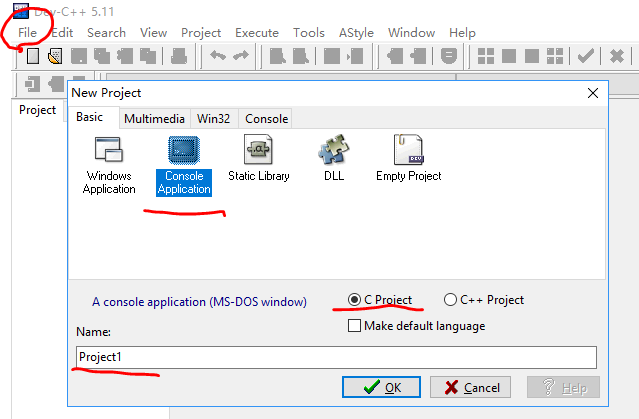 Dev-C++ 5.11
File Edit Search View Project Execute Tools AStyle Window Help
Project
New Project
Basic Multimedia Win32 Console
Windows Application
Console Application
Static Library
DLL
DEV
Empty Project
A console application (MS-DOS window)
C Project
C++ Project
Make default language
Name:
Project1
OK Cancel Help